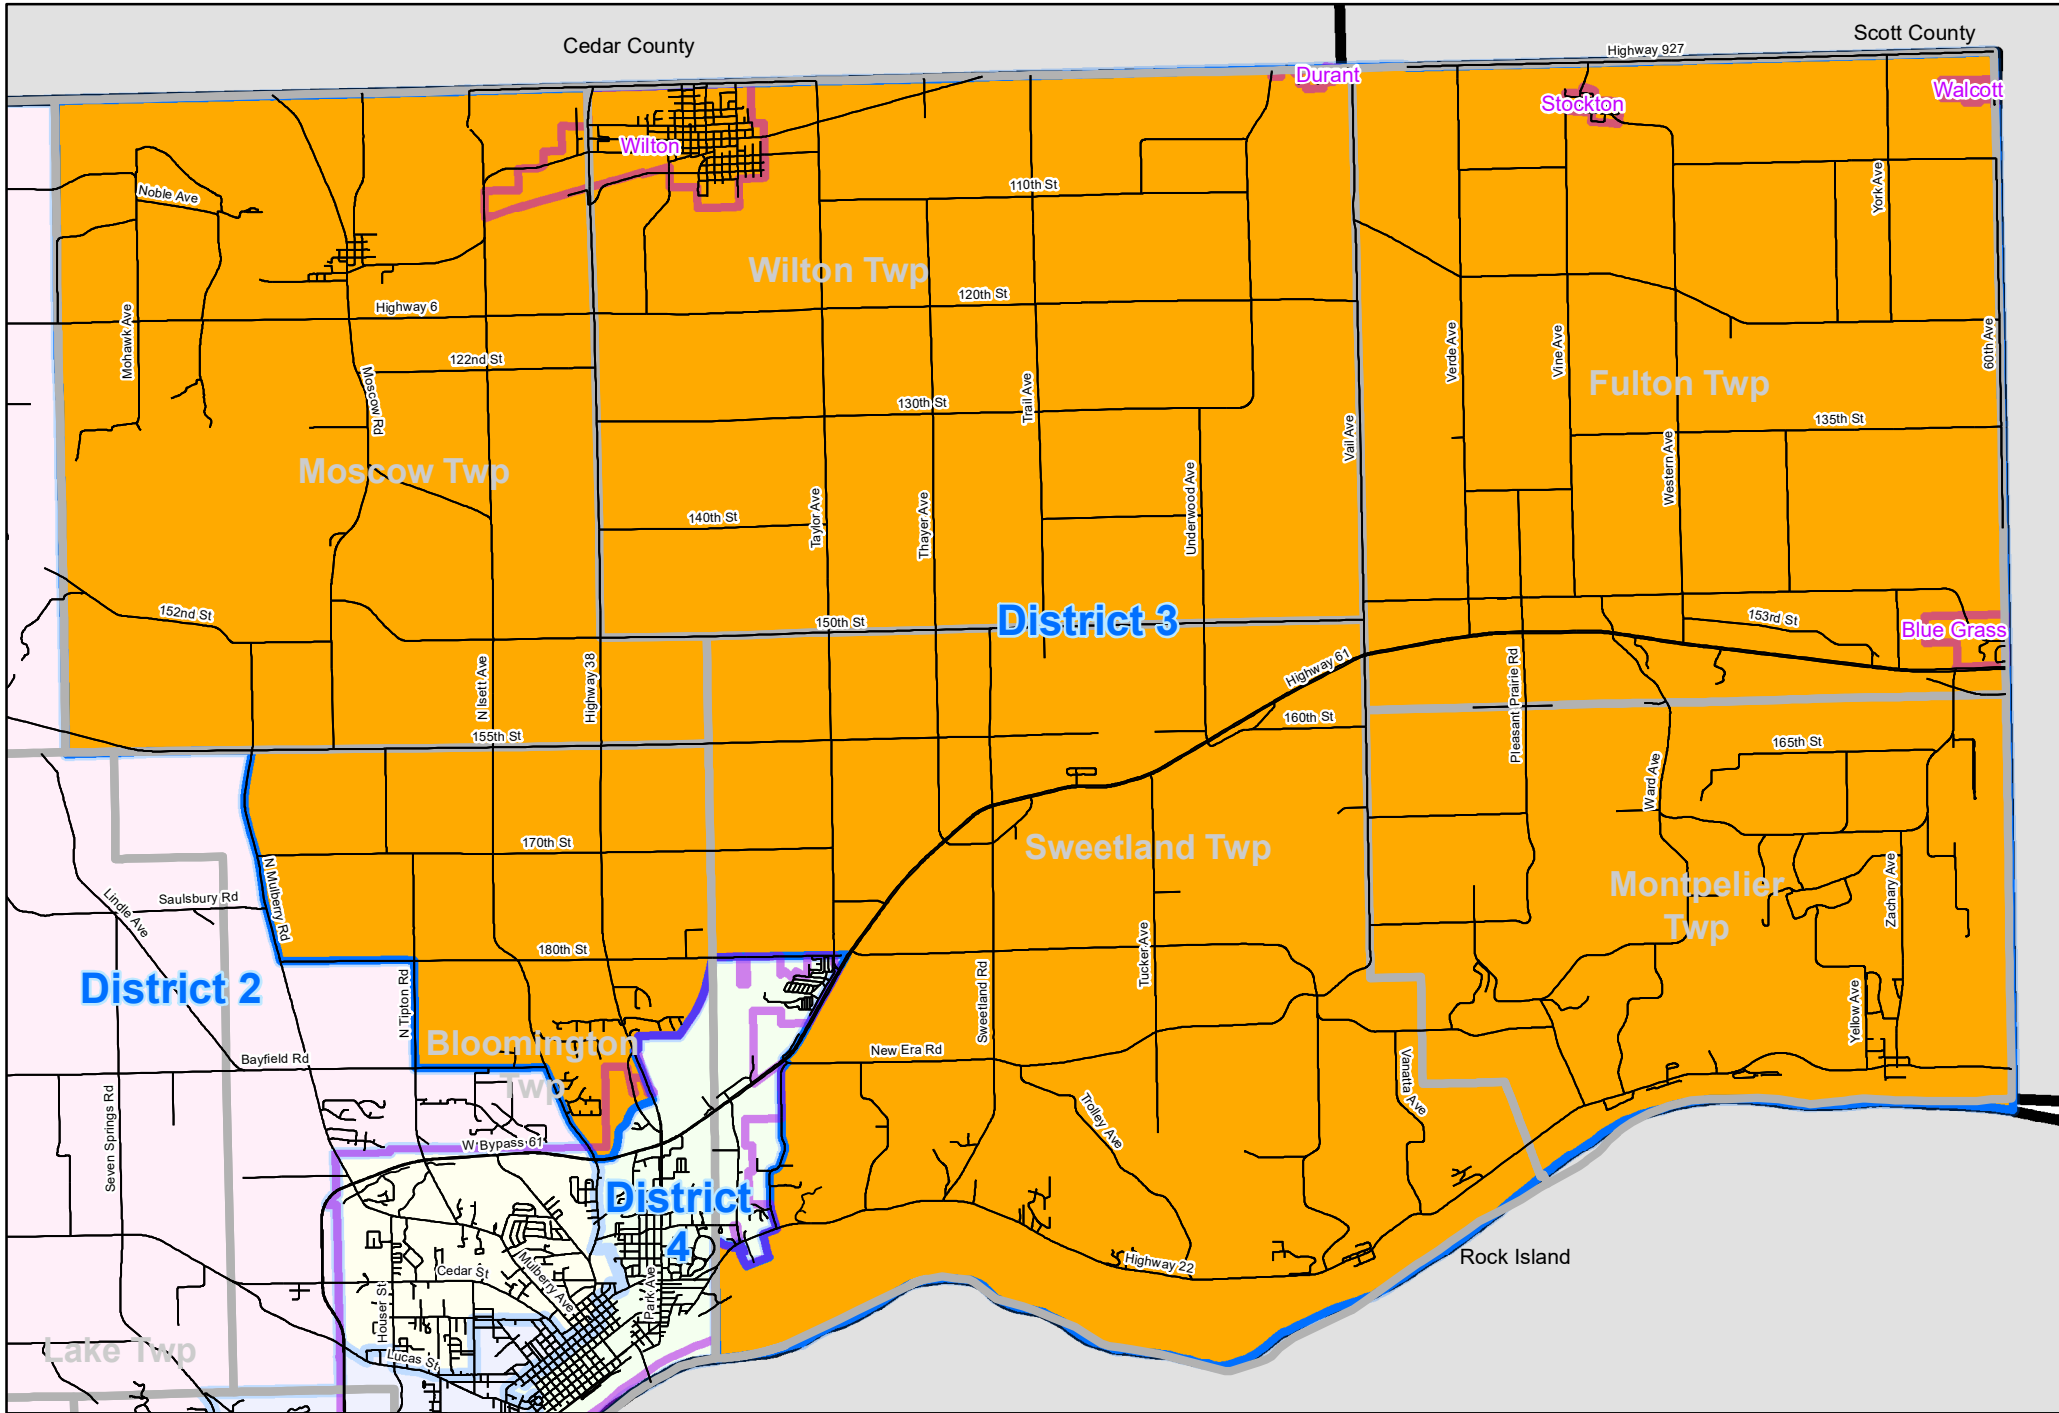 Cedar County
Scott County
Highway 927
Durant
Walcott
Stockton
Wilton
Noble Ave
110th St
York Ave
Wilton Twp
120th St
Highway 6
Mohawk Ave
122nd St
Verde Ave
Vine Ave
60th Ave
Fulton Twp
Moscow Rd
130th St
Trail Ave
135th St
Vail Ave
Moscow Twp
Western Ave
Underwood Ave
Taylor Ave
Thayer Ave
140th St
152nd St
District 3
150th St
153rd St
Blue Grass
Highway 61
N Isett Ave
Highway 38
Pleasant Prairie Rd
160th St
155th St
165th St
Ward Ave
170th St
Sweetland Twp
Montpelier
Twp
Zachary Ave
N Mulberry Rd
Saulsbury Rd
Lindle Ave
180th St
Tucker Ave
District 2
N Tipton Rd
Sweetland Rd
Yellow Ave
Bloomington
Twp
New Era Rd
Bayfield Rd
Vanatta Ave
Trolley Ave
Seven Springs Rd
W Bypass 61
District
4
Rock Island
Highway 22
Cedar St
Mulberry Ave
Park Ave
Houser St
Lake Twp
Lucas St